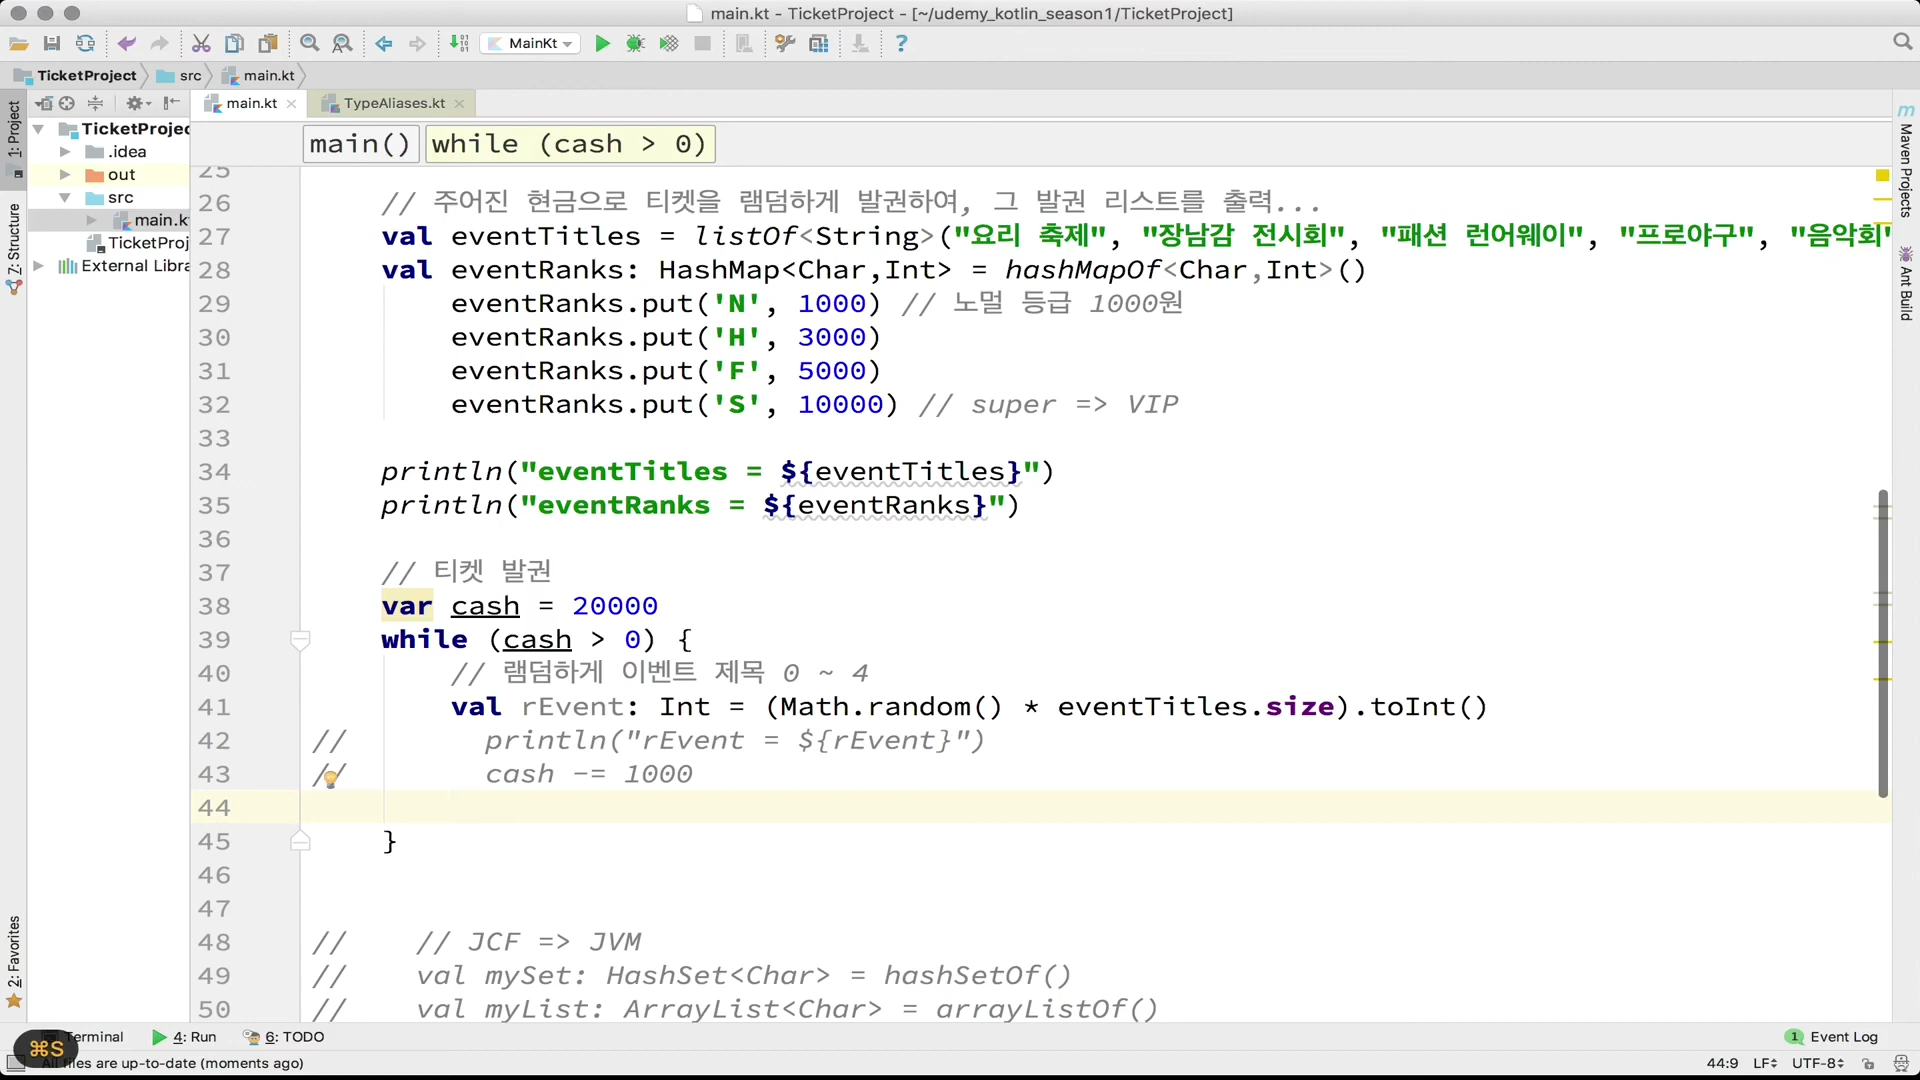 main.kt - TicketProject - [~/udemy_kotlin_season1/TicketProject]
MainKt
TicketProject src main.kt
1: Project
main.kt
TypeAliases.kt
TicketProjec
.idea
out
src
main.kt
TicketProj
External Libra
Z: Structure
2: Favorites
Maven Projects
Ant Build
main() while (cash > 0)
25
26 // 주어진 현금으로 티켓을 램덤하게 발권하여, 그 발권 리스트를 출력...
27 val eventTitles = listOf<String>("요리 축제", "장남감 전시회", "패션 런어웨이", "프로야구", "음악회"
28 val eventRanks: HashMap<Char,Int> = hashMapOf<Char,Int>()
29 eventRanks.put('N', 1000) // 노멀 등급 1000원
30 eventRanks.put('H', 3000)
31 eventRanks.put('F', 5000)
32 eventRanks.put('S', 10000) // super => VIP
33
34 println("eventTitles = ${eventTitles}")
35 println("eventRanks = ${eventRanks}")
36
37 // 티켓 발권
38 var cash = 20000
39 while (cash > 0) {
40 // 램덤하게 이벤트 제목 0 ~ 4
41 val rEvent: Int = (Math.random() * eventTitles.size).toInt()
42 // println("rEvent = ${rEvent}")
43 // cash -= 1000
44
45 }
46
47
48 // // JCF => JVM
49 // val mySet: HashSet<Char> = hashSetOf()
50 // val myList: ArrayList<Char> = arrayListOf()
Terminal 4: Run 6: TODO 1 Event Log
⌘S
All files are up-to-date (moments ago) 44:9 LF UTF-8